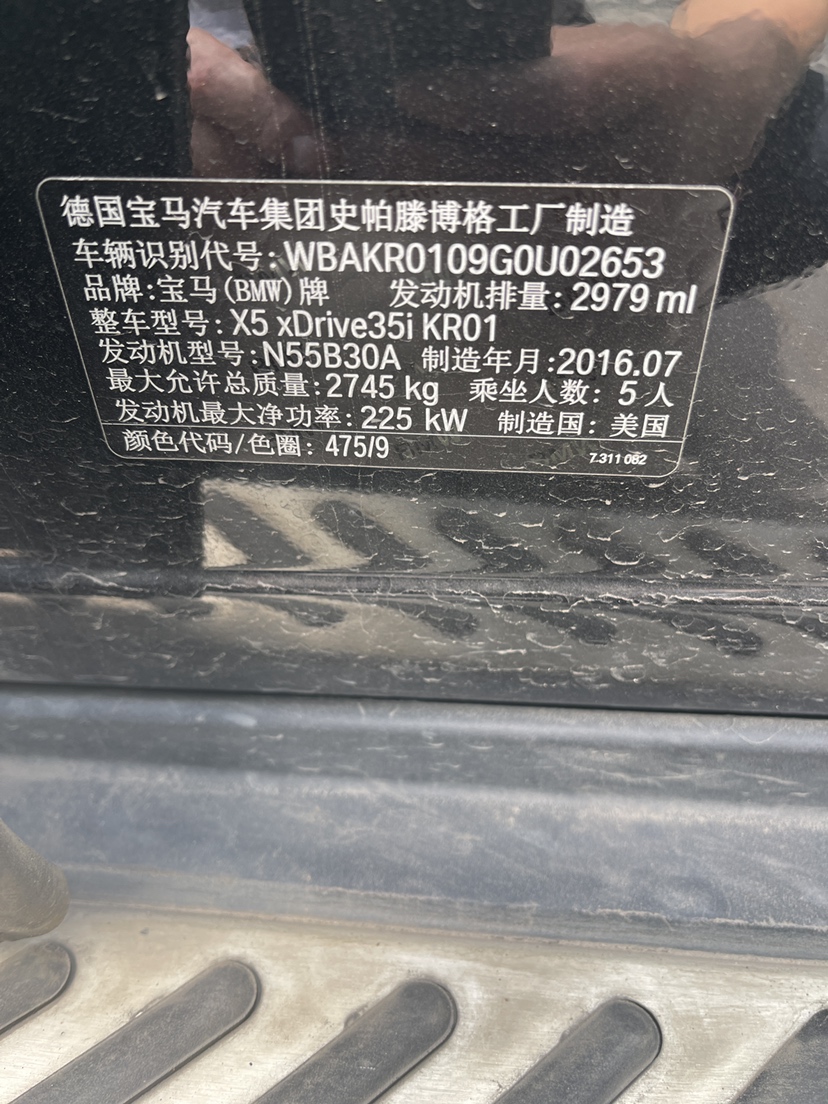 德国宝马汽车集团史帕滕博格工厂制造
车辆识别代号: WBAKR0109G0U02653
品牌: 宝马(BMW)牌 发动机排量: 2979 ml
整车型号: X5 xDrive35i KR01
发动机型号: N55B30A 制造年月: 2016.07
最大允许总质量: 2745 kg 乘坐人数: 5 人
发动机最大净功率: 225 kW 制造国: 美国
颜色代码/色圈: 475/9 7.311 082